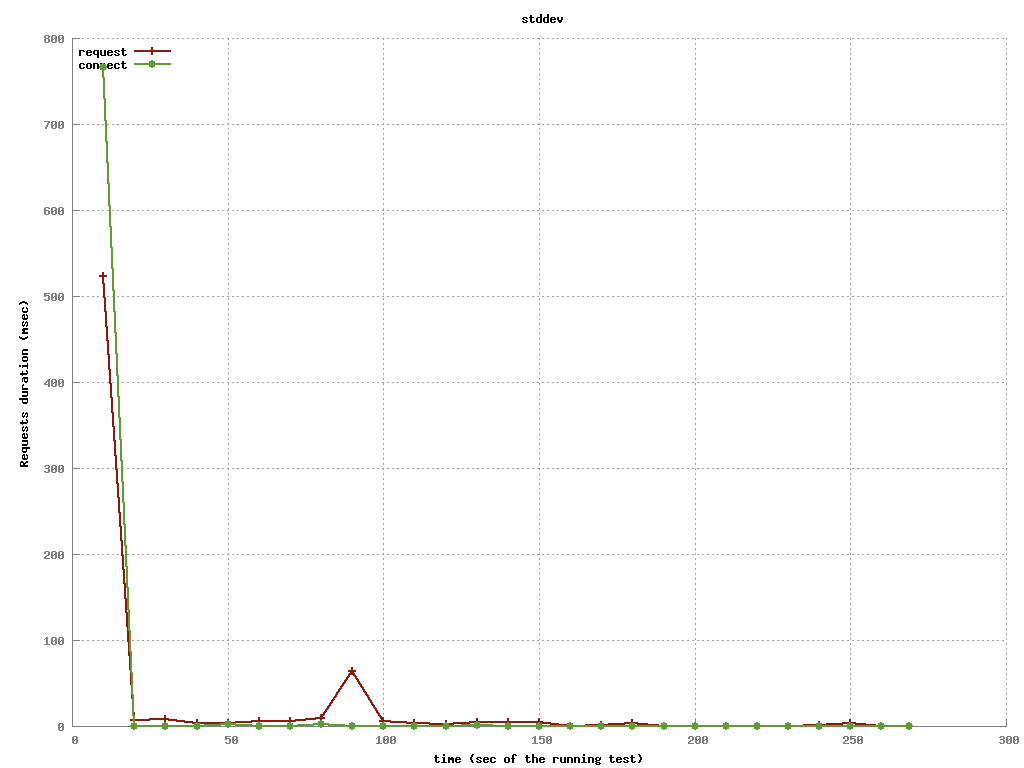 stddev
800
request
connect
700
600
500
400
300
200
100
0
Requests duration (msec)
0 50 100 150 200 250 300
time (sec of the running test)